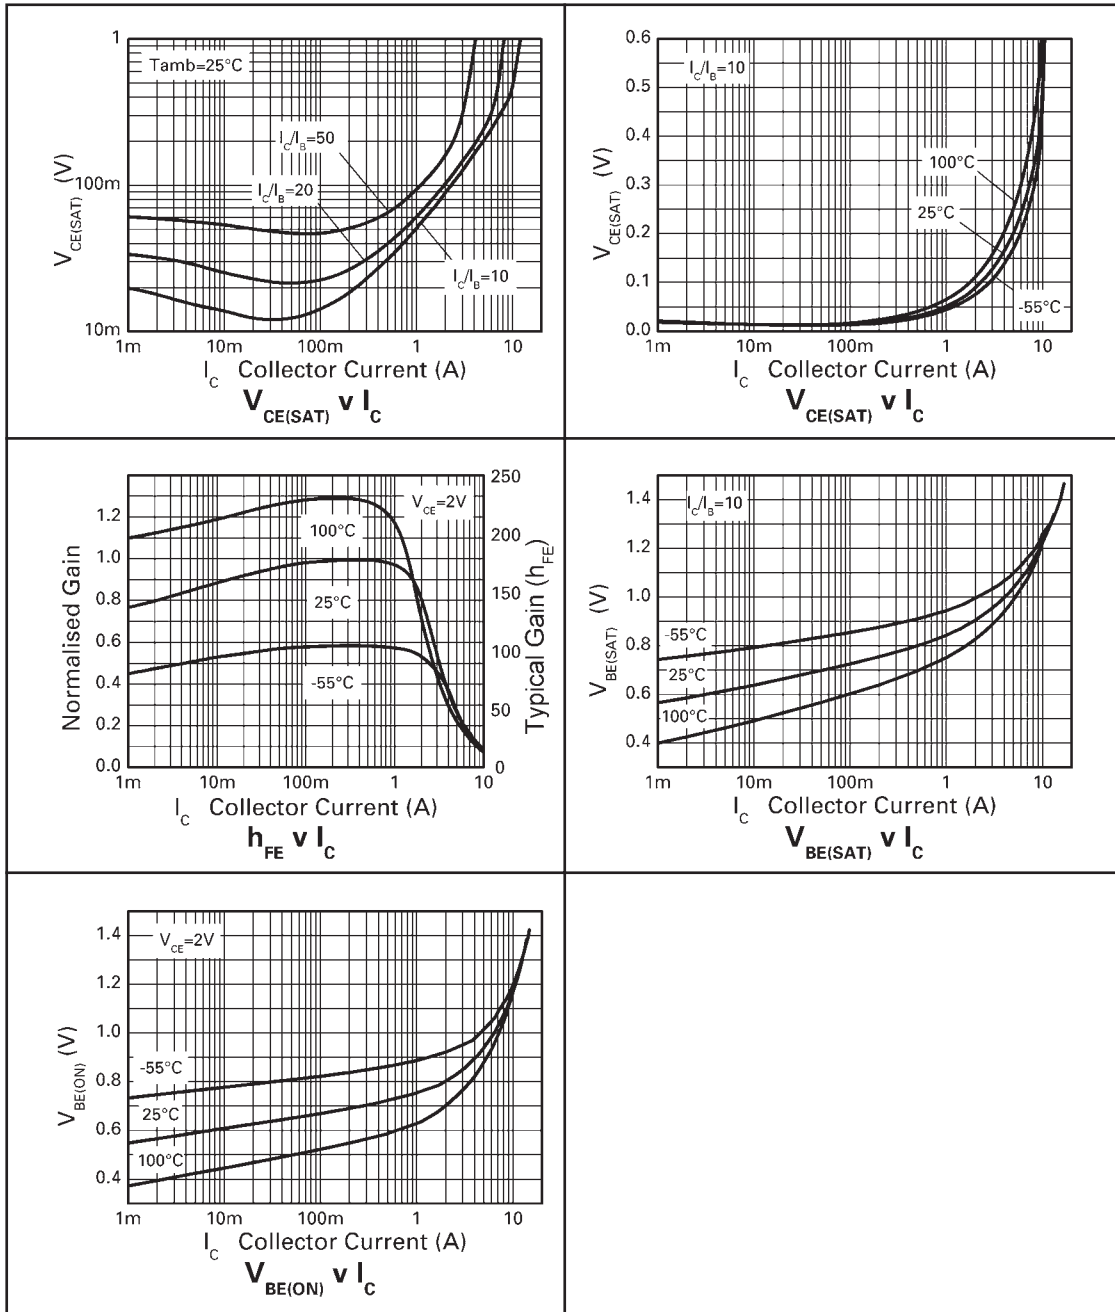 1
100m
10m
V_CE(SAT) (V)
Tamb=25°C
I_C/I_B=50
I_C/I_B=20
I_C/I_B=10
1m 10m 100m 1 10
I_C Collector Current (A)
V_CE(SAT) v I_C
0.6
0.5
0.4
0.3
0.2
0.1
0.0
V_CE(SAT) (V)
I_C/I_B=10
100°C
25°C
-55°C
1m 10m 100m 1 10
I_C Collector Current (A)
V_CE(SAT) v I_C
1.2
1.0
0.8
0.6
0.4
0.2
0.0
Normalised Gain
V_CE=2V
100°C
25°C
-55°C
250
200
150
100
50
0
Typical Gain (h_FE)
1m 10m 100m 1 10
I_C Collector Current (A)
h_FE v I_C
1.4
1.2
1.0
0.8
0.6
0.4
V_BE(SAT) (V)
I_C/I_B=10
-55°C
25°C
100°C
1m 10m 100m 1 10
I_C Collector Current (A)
V_BE(SAT) v I_C
1.4
1.2
1.0
0.8
0.6
0.4
V_BE(ON) (V)
V_CE=2V
-55°C
25°C
100°C
1m 10m 100m 1 10
I_C Collector Current (A)
V_BE(ON) v I_C